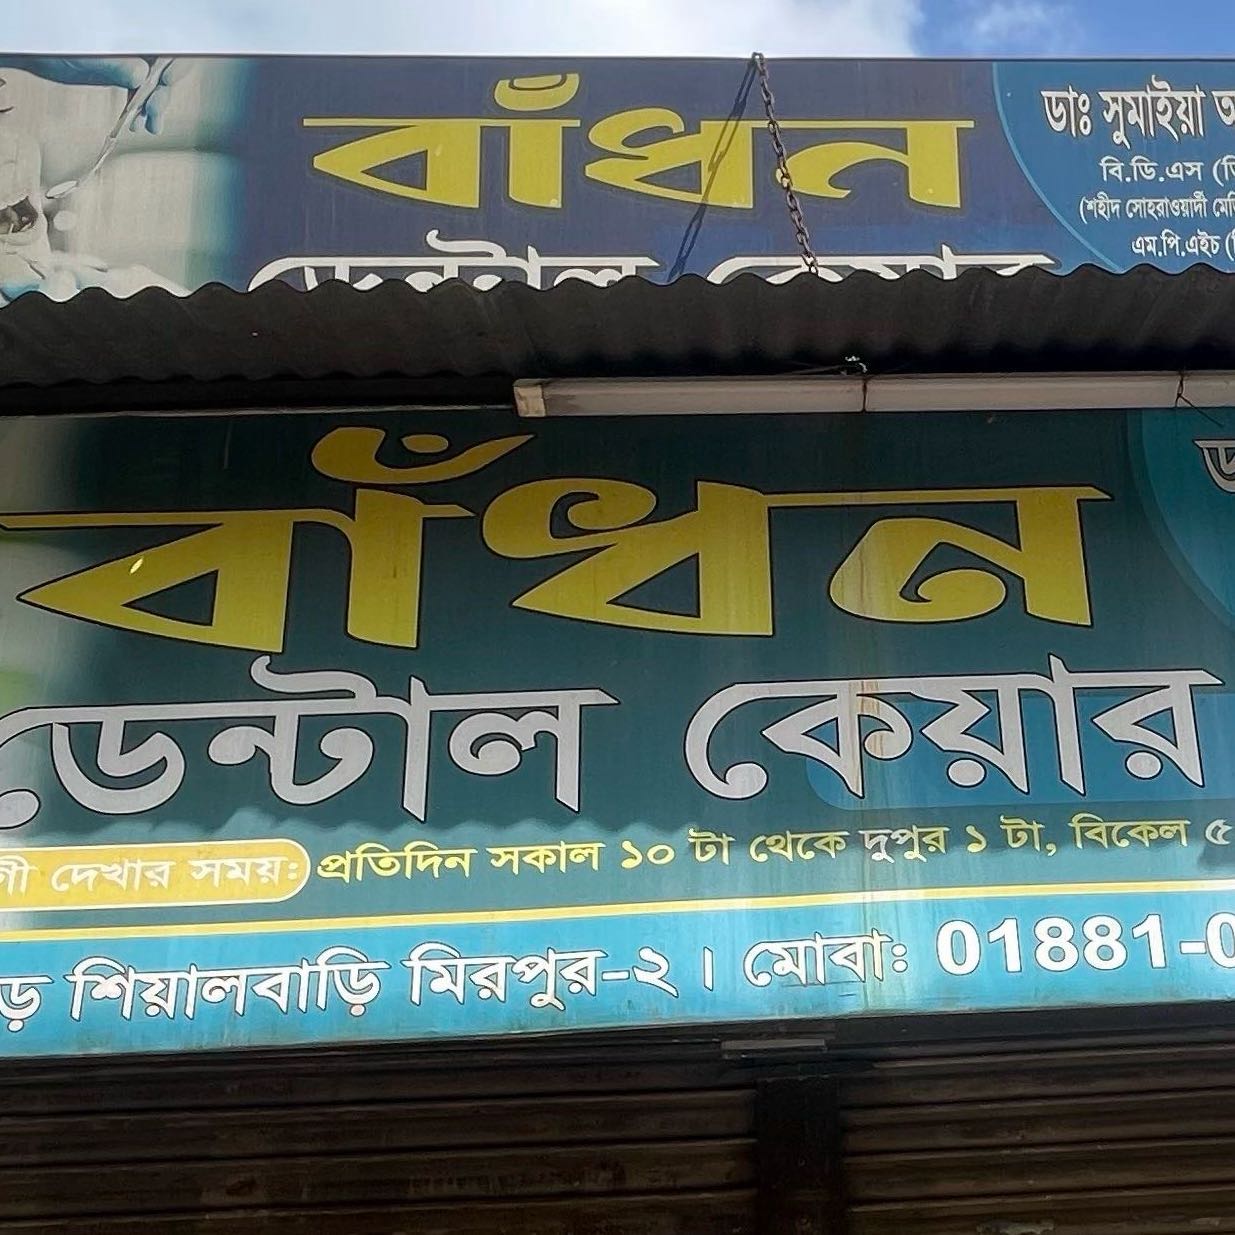 বাঁধন
ডেন্টাল কেয়ার
ডাঃ সুমাইয়া
বি.ডি.এস
(শহীদ সোহরাওয়ার্দী
এম.পি.এইচ
বাঁধন
ডেন্টাল কেয়ার
দেখার সময়: প্রতিদিন সকাল ১০ টা থেকে দুপুর ১ টা, বিকেল ৫
শিয়ালবাড়ি মিরপুর-২। মোবা: 01881-0